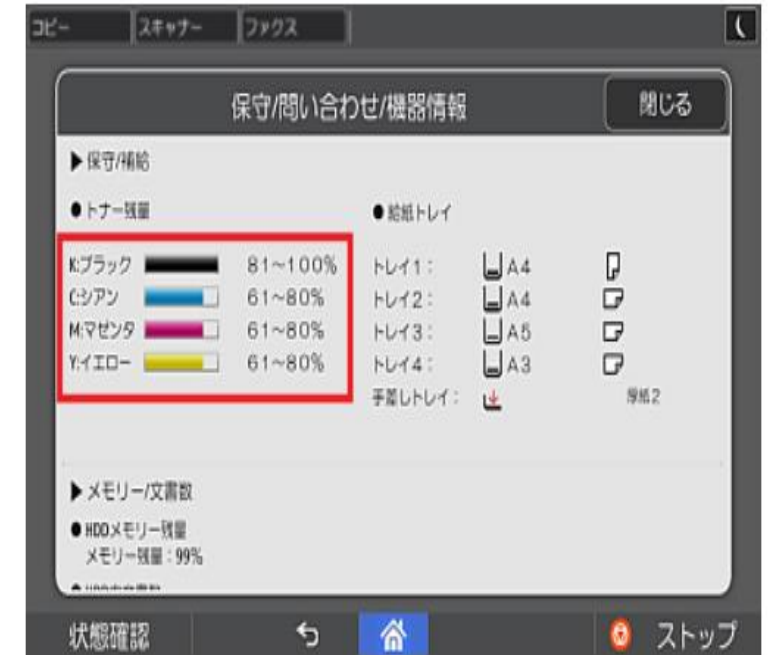 コピー スキャナー ファクス
保守/問い合わせ/機器情報 閉じる
▶保守/補給
●トナー残量 ●給紙トレイ
K:ブラック 81～100% トレイ1: A4
C:シアン 61～80% トレイ2: A4
M:マゼンタ 61～80% トレイ3: A5
Y:イエロー 61～80% トレイ4: A3
手差しトレイ: 厚紙2
▶メモリー/文書数
●HDDメモリー残量
メモリー残量:99%
状態確認 ストップ